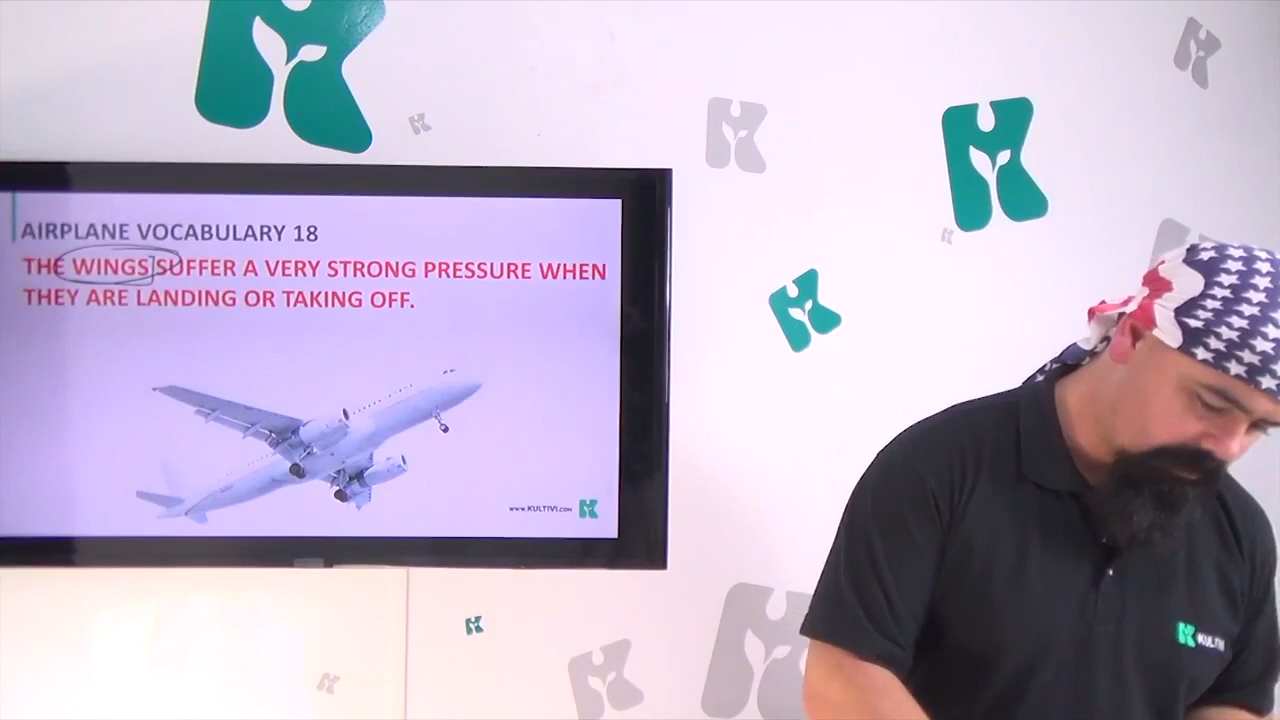 AIRPLANE VOCABULARY 18
THE WINGS SUFFER A VERY STRONG PRESSURE WHEN
THEY ARE LANDING OR TAKING OFF.
WWW.KULTIVI.COM
KULTIVI